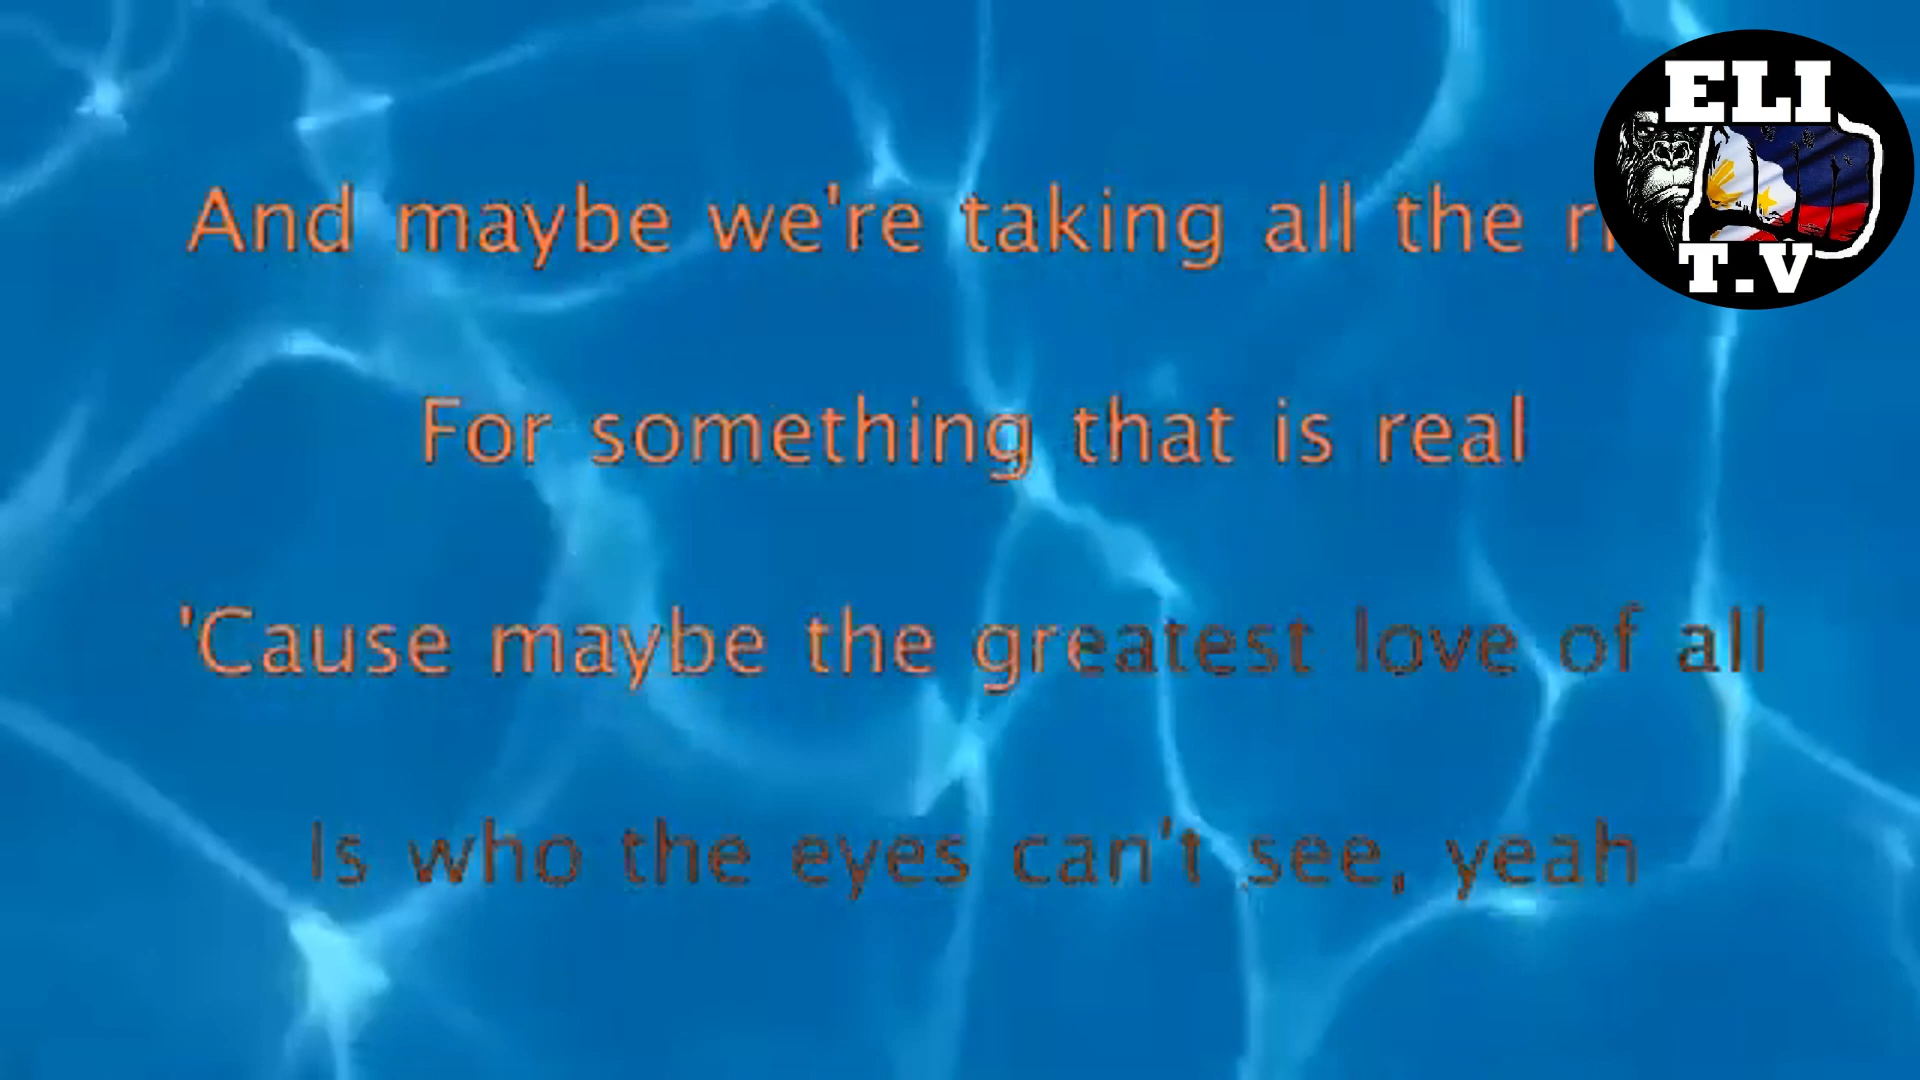 And maybe we're taking all the
For something that is real
'Cause maybe the greatest love of all
Is who the eyes can't see, yeah
ELI
T.V